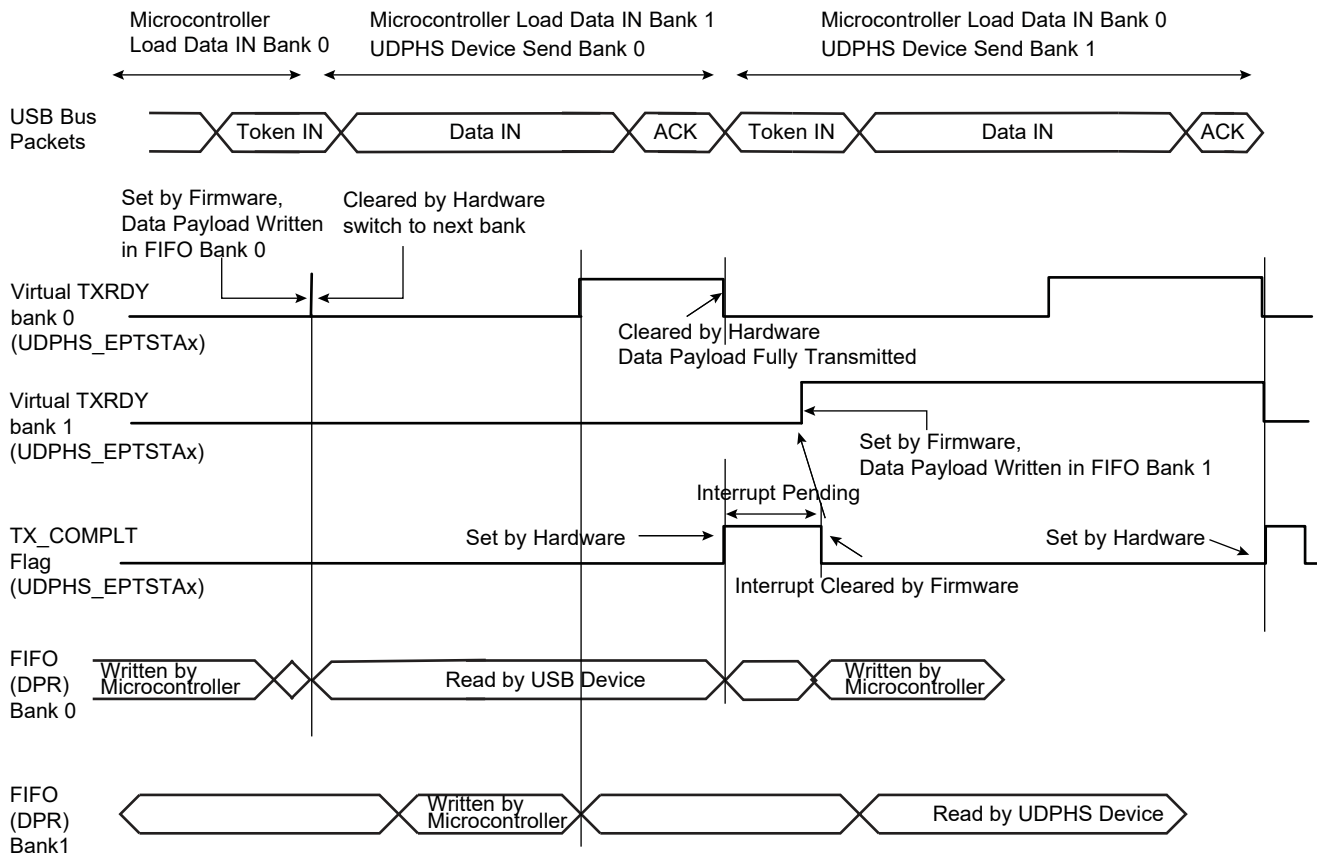 Microcontroller
Load Data IN Bank 0
Microcontroller Load Data IN Bank 1
UDPHS Device Send Bank 0
Microcontroller Load Data IN Bank 0
UDPHS Device Send Bank 1
USB Bus
Packets
Token IN
Data IN
ACK
Token IN
Data IN
ACK
Set by Firmware,
Data Payload Written
in FIFO Bank 0
Cleared by Hardware
switch to next bank
Virtual TXRDY
bank 0
(UDPHS_EPTSTAx)
Cleared by Hardware
Data Payload Fully Transmitted
Virtual TXRDY
bank 1
(UDPHS_EPTSTAx)
Set by Firmware,
Data Payload Written in FIFO Bank 1
Interrupt Pending
TX_COMPLT
Flag
(UDPHS_EPTSTAx)
Set by Hardware
Set by Hardware
Interrupt Cleared by Firmware
FIFO
(DPR)
Bank 0
Written by
Microcontroller
Read by USB Device
Written by
Microcontroller
FIFO
(DPR)
Bank1
Written by
Microcontroller
Read by UDPHS Device